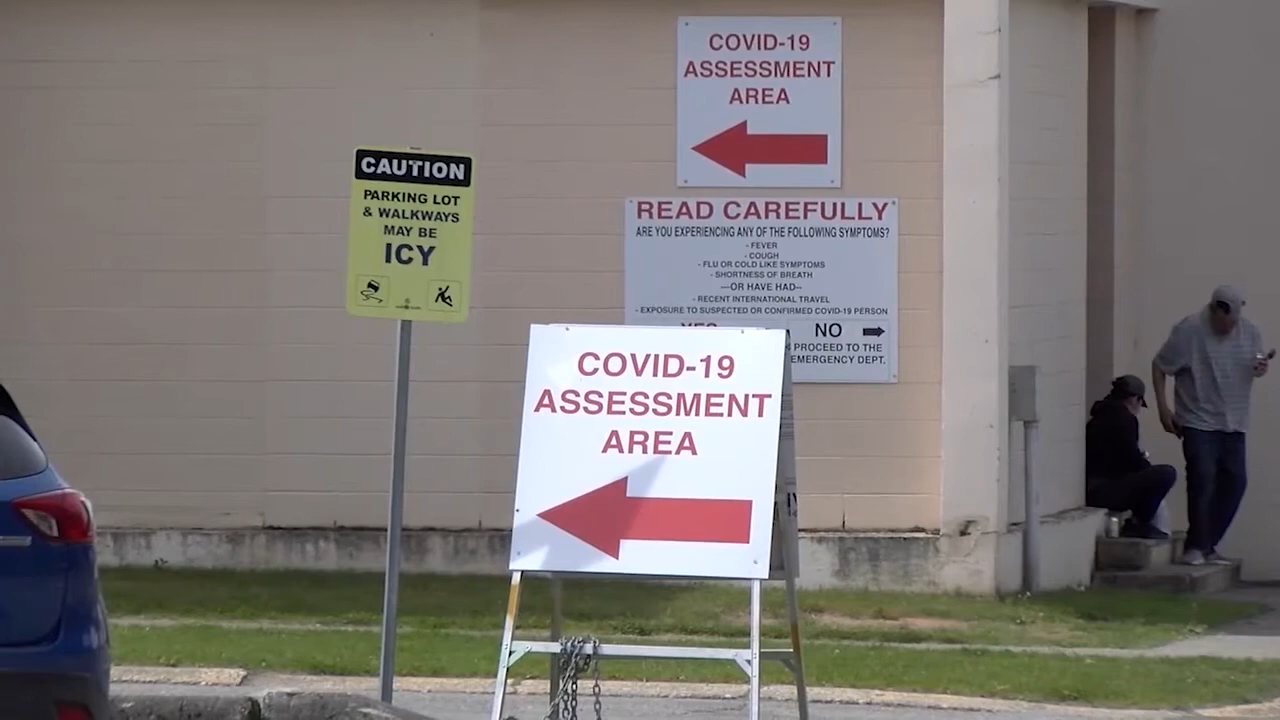 COVID-19
ASSESSMENT
AREA
CAUTION
PARKING LOT
& WALKWAYS
MAY BE
ICY
READ CAREFULLY
ARE YOU EXPERIENCING ANY OF THE FOLLOWING SYMPTOMS?
- FEVER
- COUGH
- FLU OR COLD LIKE SYMPTOMS
- SHORTNESS OF BREATH
---OR HAVE HAD--
- RECENT INTERNATIONAL TRAVEL
- EXPOSURE TO SUSPECTED OR CONFIRMED COVID-19 PERSON
YES NO
PROCEED TO THE
EMERGENCY DEPT.
COVID-19
ASSESSMENT
AREA